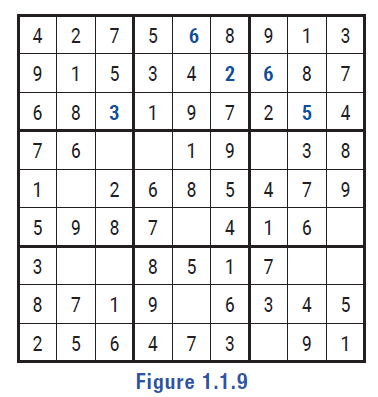 4 2 7 5 6 8 9 1 3
9 1 5 3 4 2 6 8 7
6 8 3 1 9 7 2 5 4
7 6 1 9 3 8
1 2 6 8 5 4 7 9
5 9 8 7 4 1 6
3 8 5 1 7
8 7 1 9 6 3 4 5
2 5 6 4 7 3 9 1
Figure 1.1.9